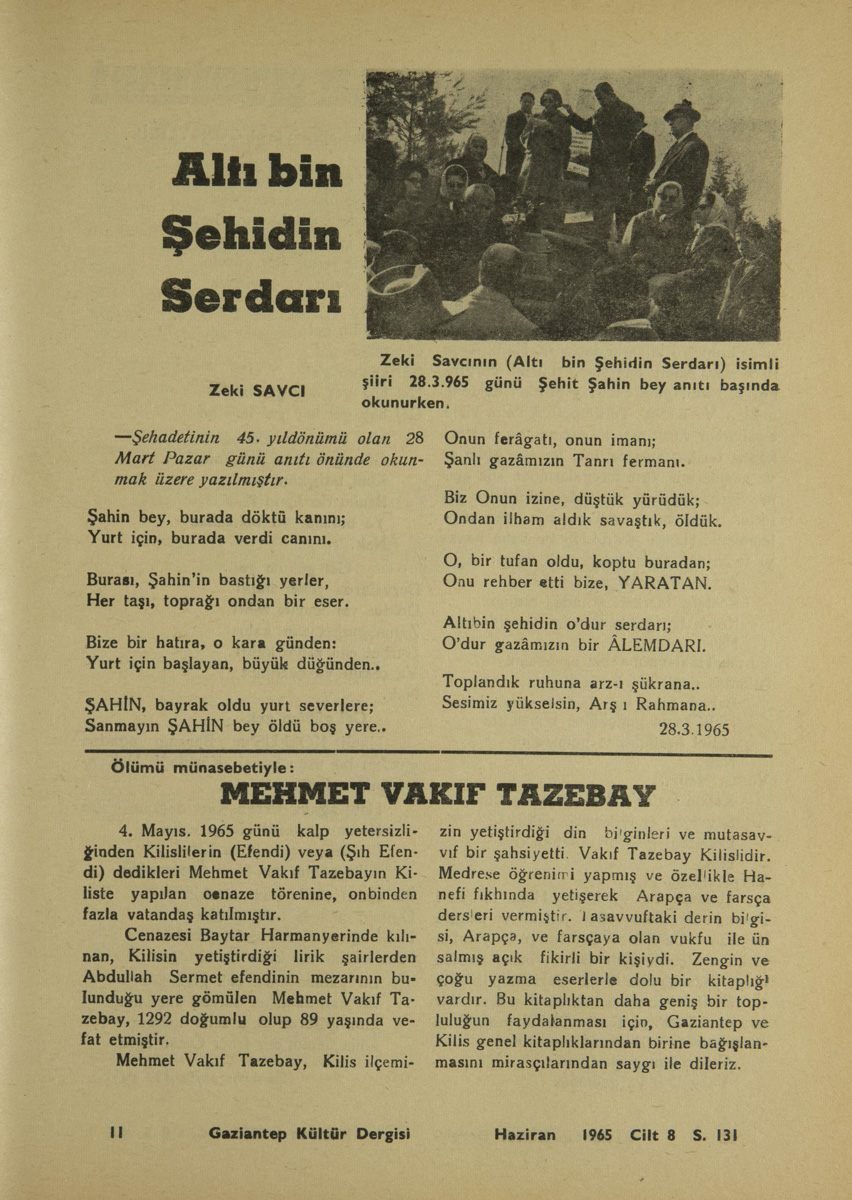 Altı bin
Şehidin
Serdarı
Zeki SAVCI
Zeki Savcının (Altı bin Şehidin Serdarı) isimli
şiiri 28.3.965 günü Şehit Şahin bey anıtı başında
okunurken.
—Şehadetinin 45. yıldönümü olan 28
Mart Pazar günü anıtı önünde okun-
mak üzere yazılmıştır.
Şahin bey, burada döktü kanını;
Yurt için, burada verdi canını.
Burası, Şahin'in bastığı yerler,
Her taşı, toprağı ondan bir eser.
Bize bir hatıra, o kara günden:
Yurt için başlayan, büyük düğünden..
ŞAHİN, bayrak oldu yurt severlere;
Sanmayın ŞAHİN bey öldü boş yere..
Onun ferâgatı, onun imanı;
Şanlı gazâmızın Tanrı fermanı.
Biz Onun izine, düştük yürüdük;
Ondan ilham aldık savaştık, öldük.
O, bir tufan oldu, koptu buradan;
Onu rehber etti bize, YARATAN.
Altıbin şehidin o'dur serdarı;
O'dur gazâmızın bir ÂLEMDARI.
Toplandık ruhuna arz-ı şükrana..
Sesimiz yükselsin, Arş ı Rahmana..
28.3.1965
Ölümü münasebetiyle:
MEHMET VAKIF TAZEBAY
4. Mayıs. 1965 günü kalp yetersizli-
ğinden Kilislilerin (Efendi) veya (Şıh Efen-
di) dedikleri Mehmet Vakıf Tazebayın Ki-
liste yapılan cenaze törenine, onbinden
fazla vatandaş katılmıştır.
Cenazesi Baytar Harmanyerinde kılı-
nan, Kilisin yetiştirdiği lirik şairlerden
Abdullah Sermet efendinin mezarının bu-
lunduğu yere gömülen Mehmet Vakıf Ta-
zebay, 1292 doğumlu olup 89 yaşında ve-
fat etmiştir.
Mehmet Vakıf Tazebay, Kilis ilçemi-
zin yetiştirdiği din bilginleri ve mutasav-
vıf bir şahsiyetti. Vakıf Tazebay Kilislidir.
Medrese öğrenimi yapmış ve özellikle Ha-
nefi fıkhında yetişerek Arapça ve farsça
dersleri vermiştir. Tasavvuftaki derin bilgi-
si, Arapça, ve farsçaya olan vukfu ile ün
salmış açık fikirli bir kişiydi. Zengin ve
çoğu yazma eserlerle dolu bir kitaplığı
vardır. Bu kitaplıktan daha geniş bir top-
luluğun faydalanması için, Gaziantep ve
Kilis genel kitaplıklarından birine bağışlan-
masını mirasçılarından saygı ile dileriz.
11 Gaziantep Kültür Dergisi Haziran 1965 Cilt 8 S. 131